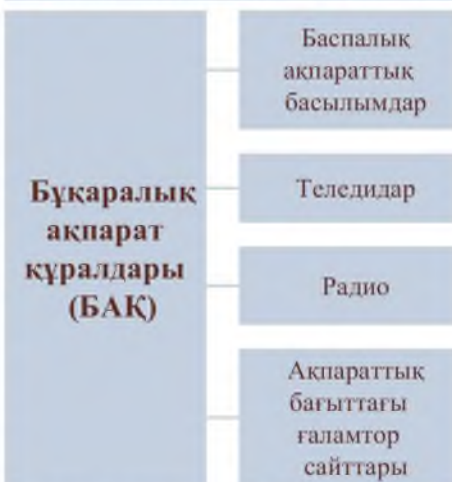 Бұқаралық
ақпарат
құралдары
(БАҚ)
Баспалық
ақпараттық
басылымдар
Теледидар
Радио
Ақпараттық
бағыттағы
ғаламтор
сайттары